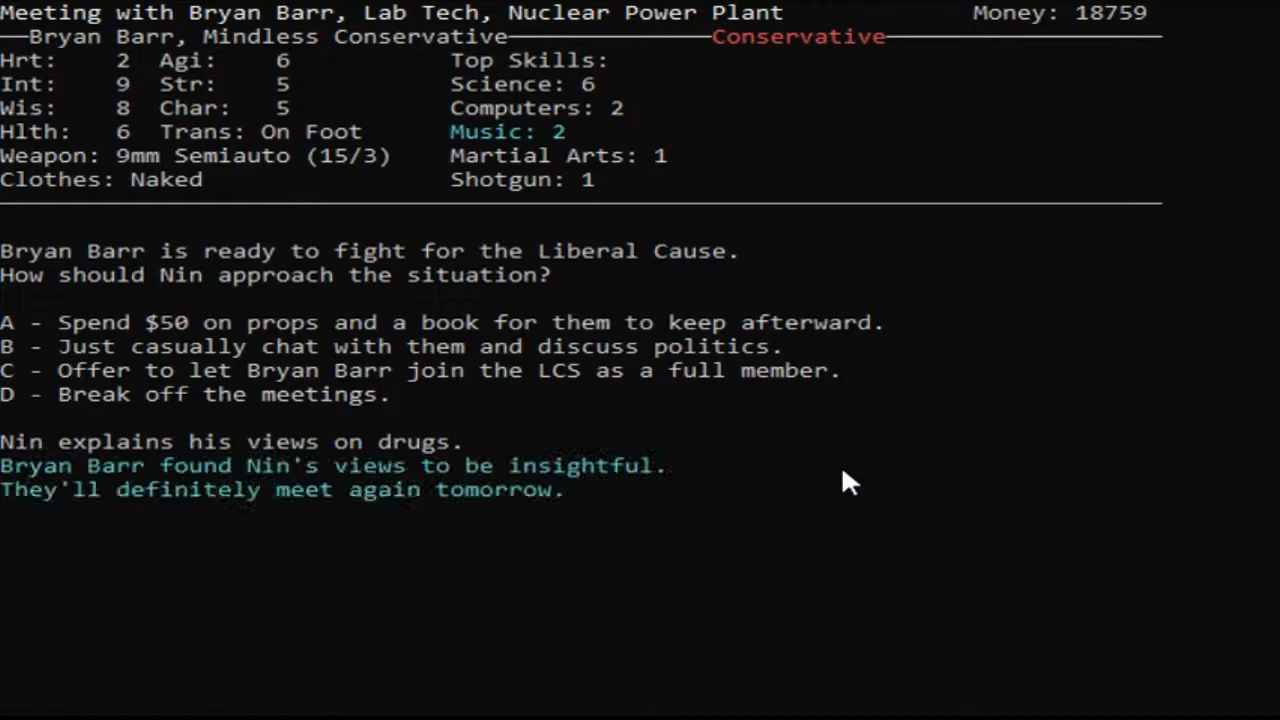 Meeting with Bryan Barr, Lab Tech, Nuclear Power Plant Money: 18759
Bryan Barr, Mindless Conservative Conservative
Hrt: 2 Agi: 6 Top Skills:
Int: 9 Str: 5 Science: 6
Wis: 8 Char: 5 Computers: 2
Hlth: 6 Trans: On Foot Music: 2
Weapon: 9mm Semiauto (15/3) Martial Arts: 1
Clothes: Naked Shotgun: 1
Bryan Barr is ready to fight for the Liberal Cause.
How should Nin approach the situation?
A - Spend $50 on props and a book for them to keep afterward.
B - Just casually chat with them and discuss politics.
C - Offer to let Bryan Barr join the LCS as a full member.
D - Break off the meetings.
Nin explains his views on drugs.
Bryan Barr found Nin's views to be insightful.
They'll definitely meet again tomorrow.